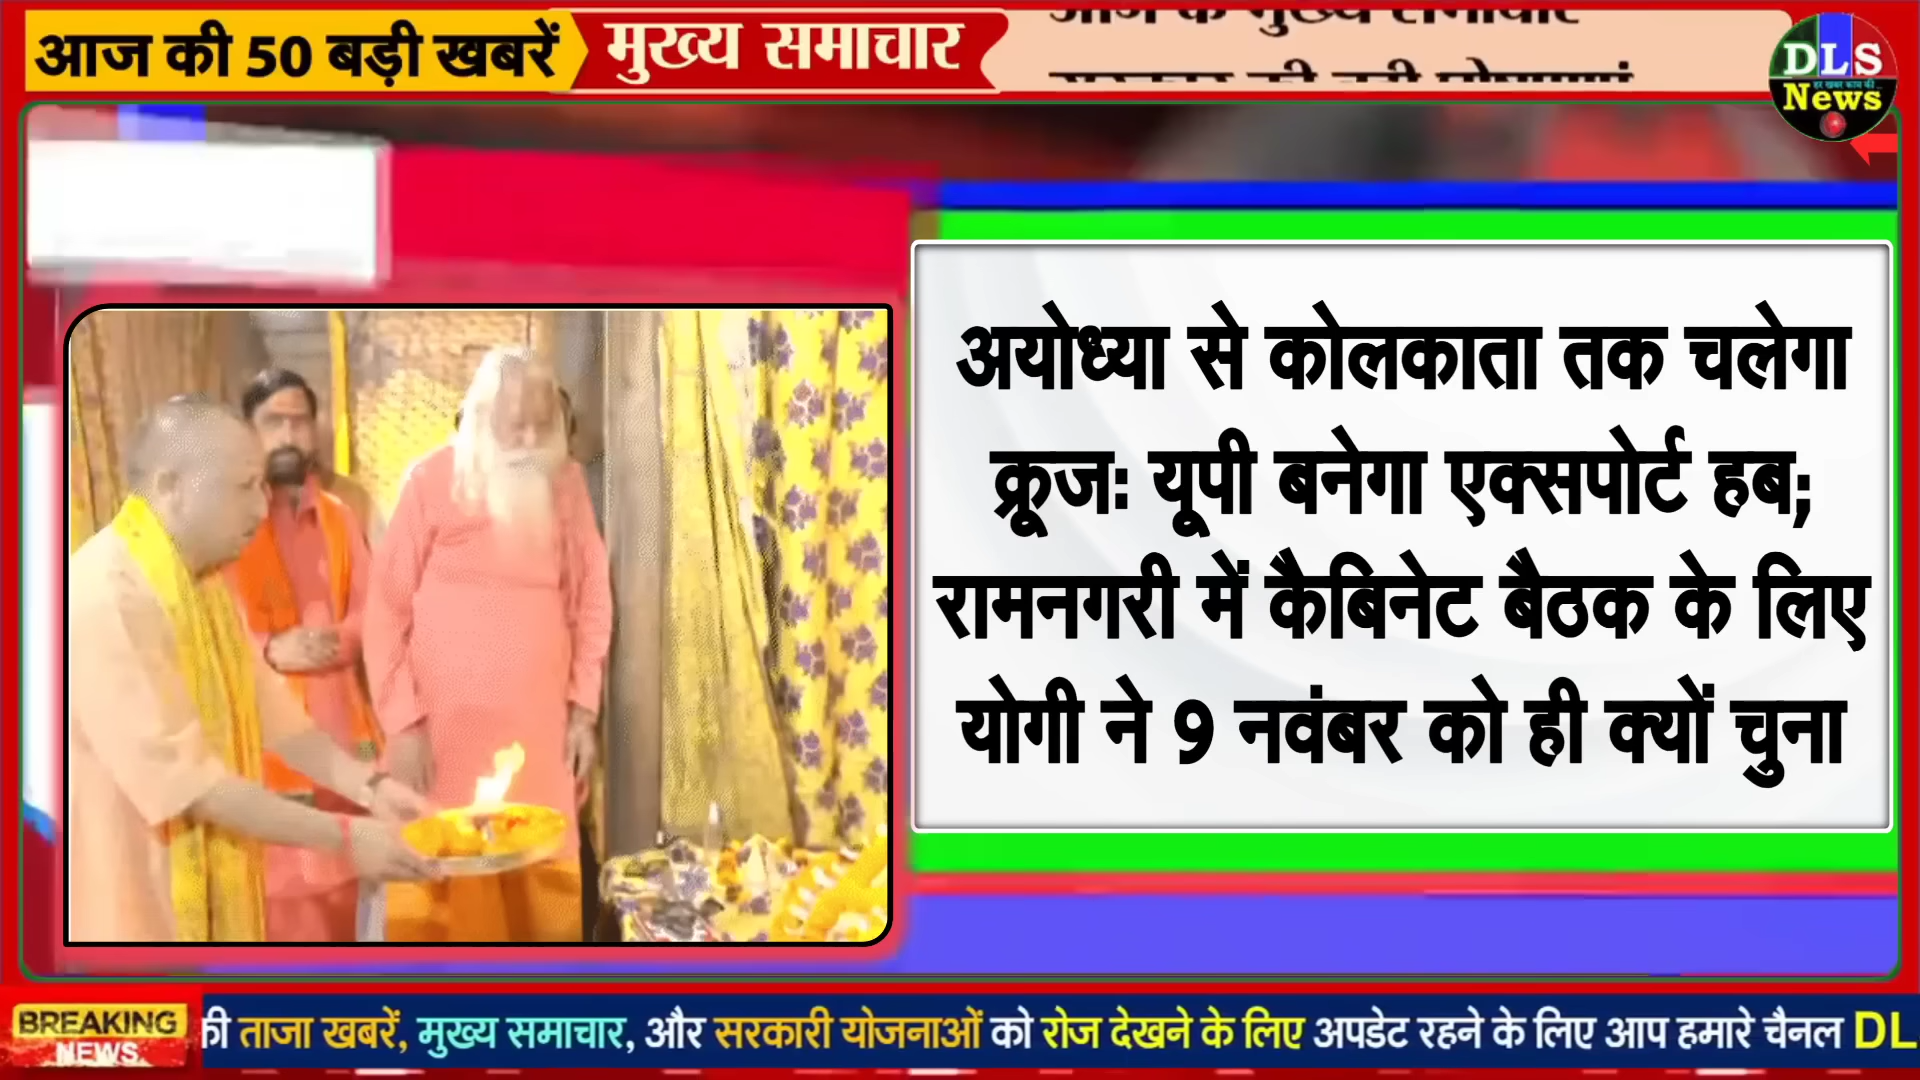 आज की 50 बड़ी खबरें
मुख्य समाचार
DLS
News
अयोध्या से कोलकाता तक चलेगा
क्रूजः यूपी बनेगा एक्सपोर्ट हब;
रामनगरी में कैबिनेट बैठक के लिए
योगी ने 9 नवंबर को ही क्यों चुना
BREAKING
NEWS
की ताजा खबरें, मुख्य समाचार, और सरकारी योजनाओं को रोज देखने के लिए अपडेट रहने के लिए आप हमारे चैनल DL